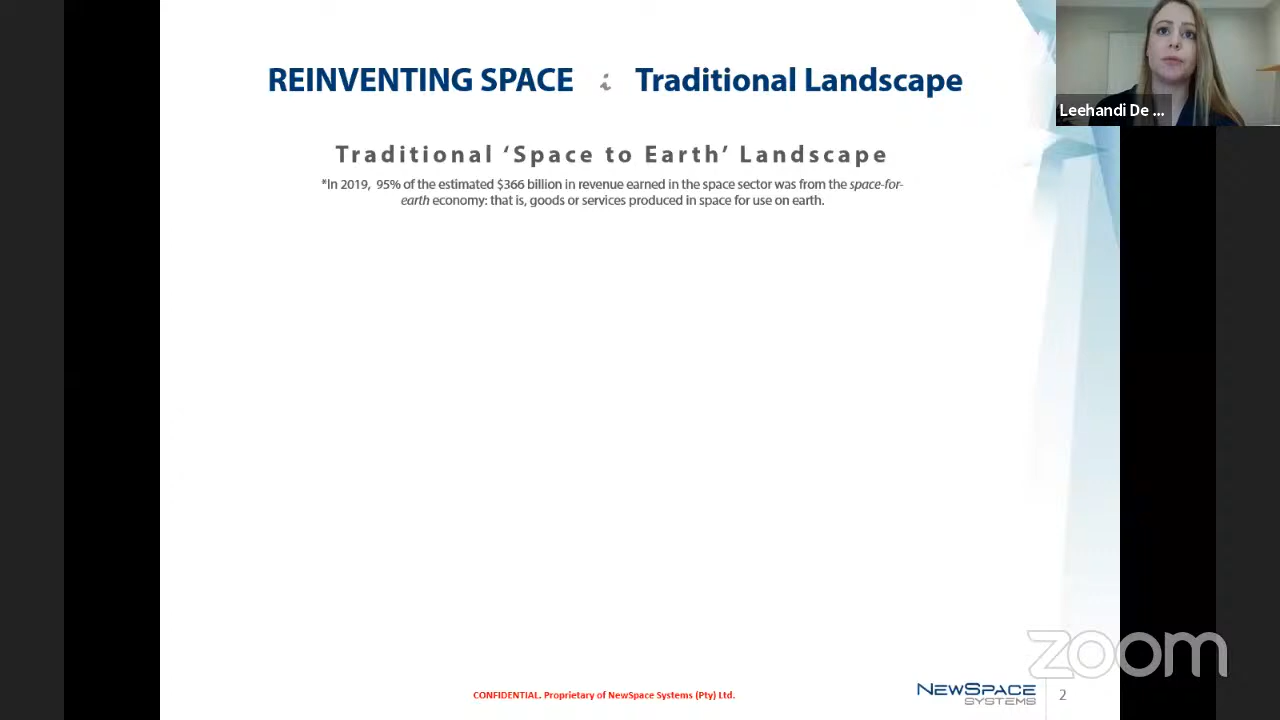 REINVENTING SPACE i Traditional Landscape
Leehandi De ...
Traditional ‘Space to Earth’ Landscape
*In 2019, 95% of the estimated $366 billion in revenue earned in the space sector was from the space-for-
earth economy: that is, goods or services produced in space for use on earth.
zoom
CONFIDENTIAL. Proprietary of NewSpace Systems (Pty) Ltd.
NEWSPACE
SYSTEMS
2